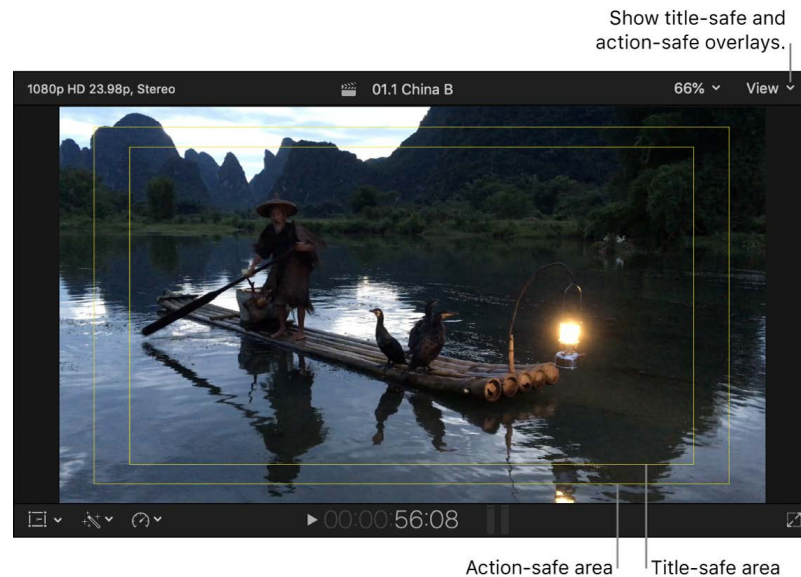 Show title-safe and
action-safe overlays.
1080p HD 23.98p, Stereo
01.1 China B
66%
View
00:00:56:08
Action-safe area
Title-safe area